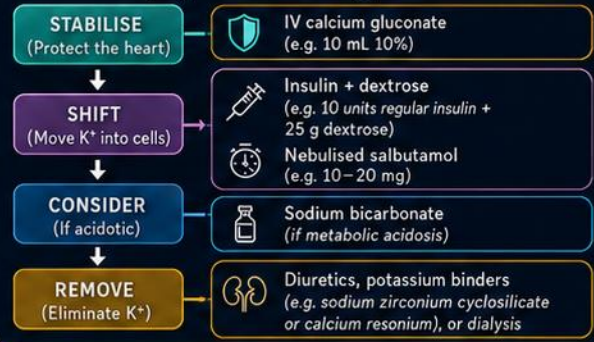 STABILISE
(Protect the heart)
IV calcium gluconate
(e.g. 10 mL 10%)
SHIFT
(Move K⁺ into cells)
Insulin + dextrose
(e.g. 10 units regular insulin +
25 g dextrose)
Nebulised salbutamol
(e.g. 10–20 mg)
CONSIDER
(If acidotic)
Sodium bicarbonate
(if metabolic acidosis)
REMOVE
(Eliminate K⁺)
Diuretics, potassium binders
(e.g. sodium zirconium cyclosilicate
or calcium resonium), or dialysis